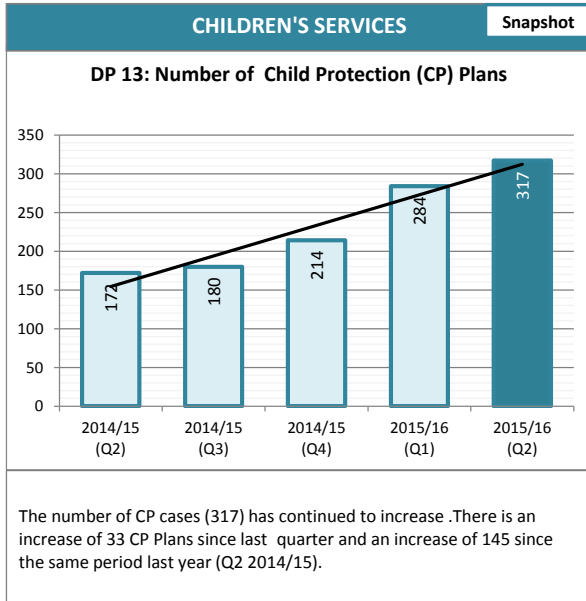 CHILDREN'S SERVICES
Snapshot
DP 13: Number of  Child Protection (CP) Plans
350
300
250
200
150
100
50
0
172
180
214
284
317
2014/15 (Q2)
2014/15 (Q3)
2014/15 (Q4)
2015/16 (Q1)
2015/16 (Q2)
The number of CP cases (317) has continued to increase .There is an
increase of 33 CP Plans since last  quarter and an increase of 145 since
the same period last year (Q2 2014/15).